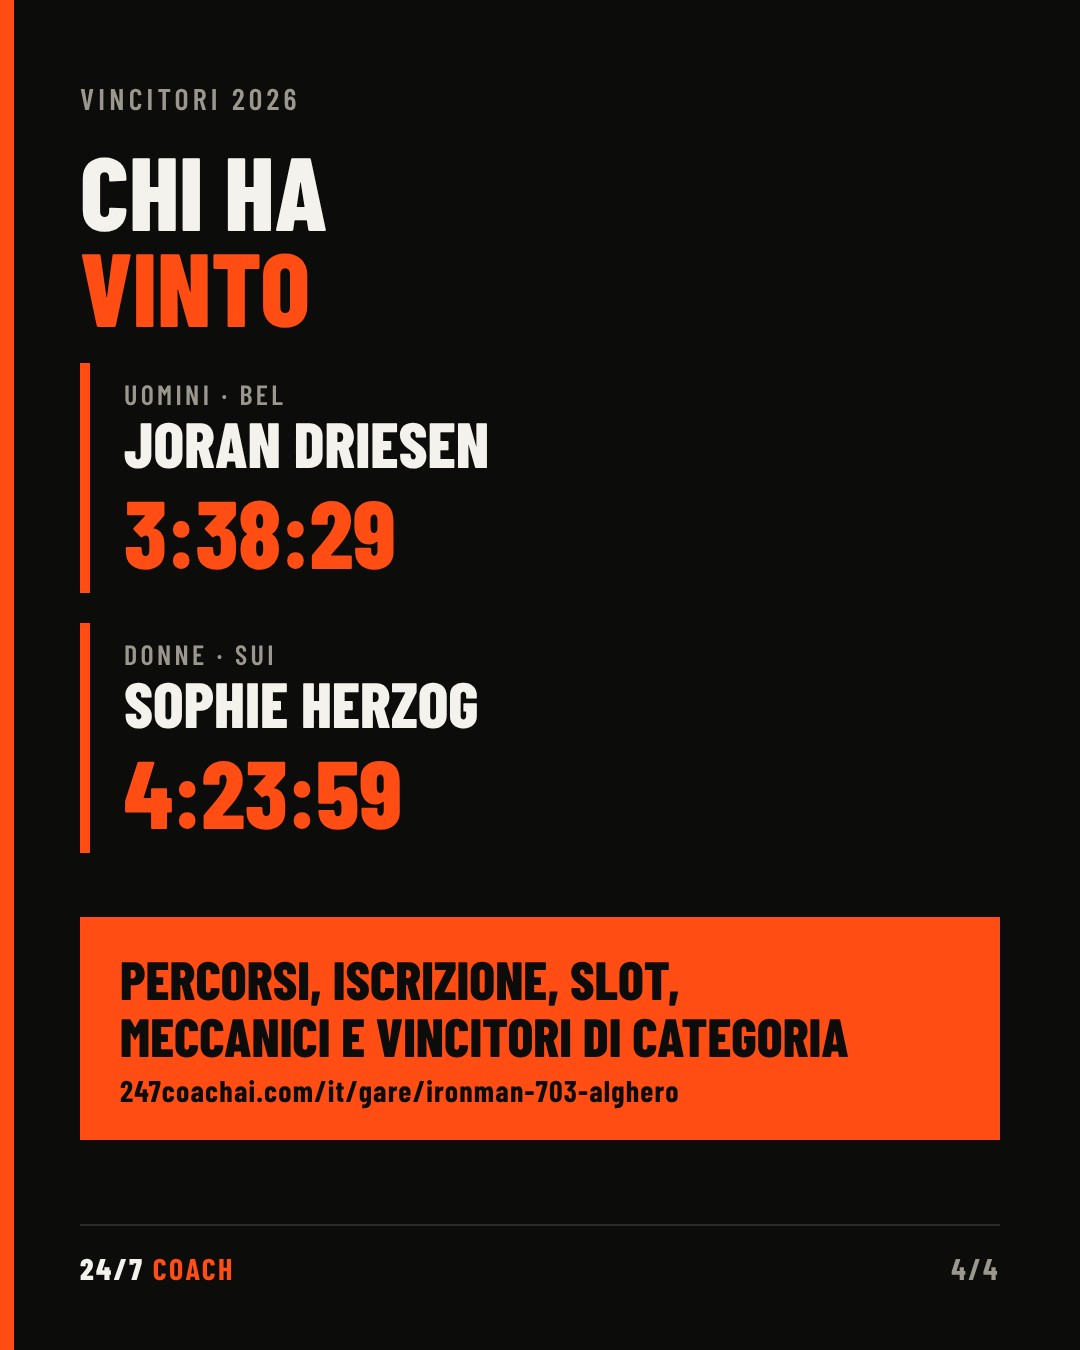 VINCITORI 2026
CHI HA
VINTO
UOMINI · BEL
JORAN DRIESEN
3:38:29
DONNE · SUI
SOPHIE HERZOG
4:23:59
PERCORSI, ISCRIZIONE, SLOT,
MECCANICI E VINCITORI DI CATEGORIA
247coachai.com/it/gare/ironman-703-alghero
24/7 COACH
4/4